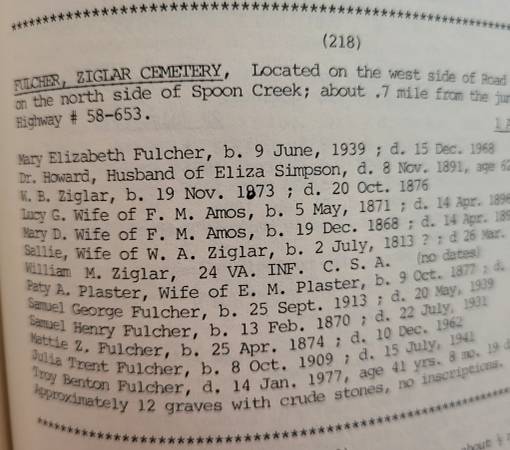 *****************************************************
(218)
FULCHER, ZIGLAR CEMETERY, Located on the west side of Road
on the north side of Spoon Creek; about .7 mile from the jun
Highway # 58-653.
Mary Elizabeth Fulcher, b. 9 June, 1939 ; d. 15 Dec. 1968
Dr. Howard, Husband of Eliza Simpson, d. 8 Nov. 1891, age 62
W. B. Ziglar, b. 19 Nov. 1873 ; d. 20 Oct. 1876
Lucy G. Wife of F. M. Amos, b. 5 May, 1871 ; d. 14 Apr. 1896
Mary D. Wife of F. M. Amos, b. 19 Dec. 1868 ; d. 14 Apr. 189
Sallie, Wife of W. A. Ziglar, b. 2 July, 1813 ? ; d 26 Mar.
William M. Ziglar, 24 VA. INF. C. S. A. (no dates)
Paty A. Plaster, Wife of E. M. Plaster, b. 9 Oct. 1877 ; d.
Samuel George Fulcher, b. 25 Sept. 1913 ; d. 20 May, 1939
Samuel Henry Fulcher, b. 13 Feb. 1870 ; d. 22 July, 1931
Mattie Z. Fulcher, b. 25 Apr. 1874 ; d. 10 Dec. 1962
Julia Trent Fulcher, b. 8 Oct. 1909 ; d. 15 July, 1941
Troy Benton Fulcher, d. 14 Jan. 1977, age 41 yrs. 8 mo. 19 d
Approximately 12 graves with crude stones, no inscriptions.
*****************************************************
about